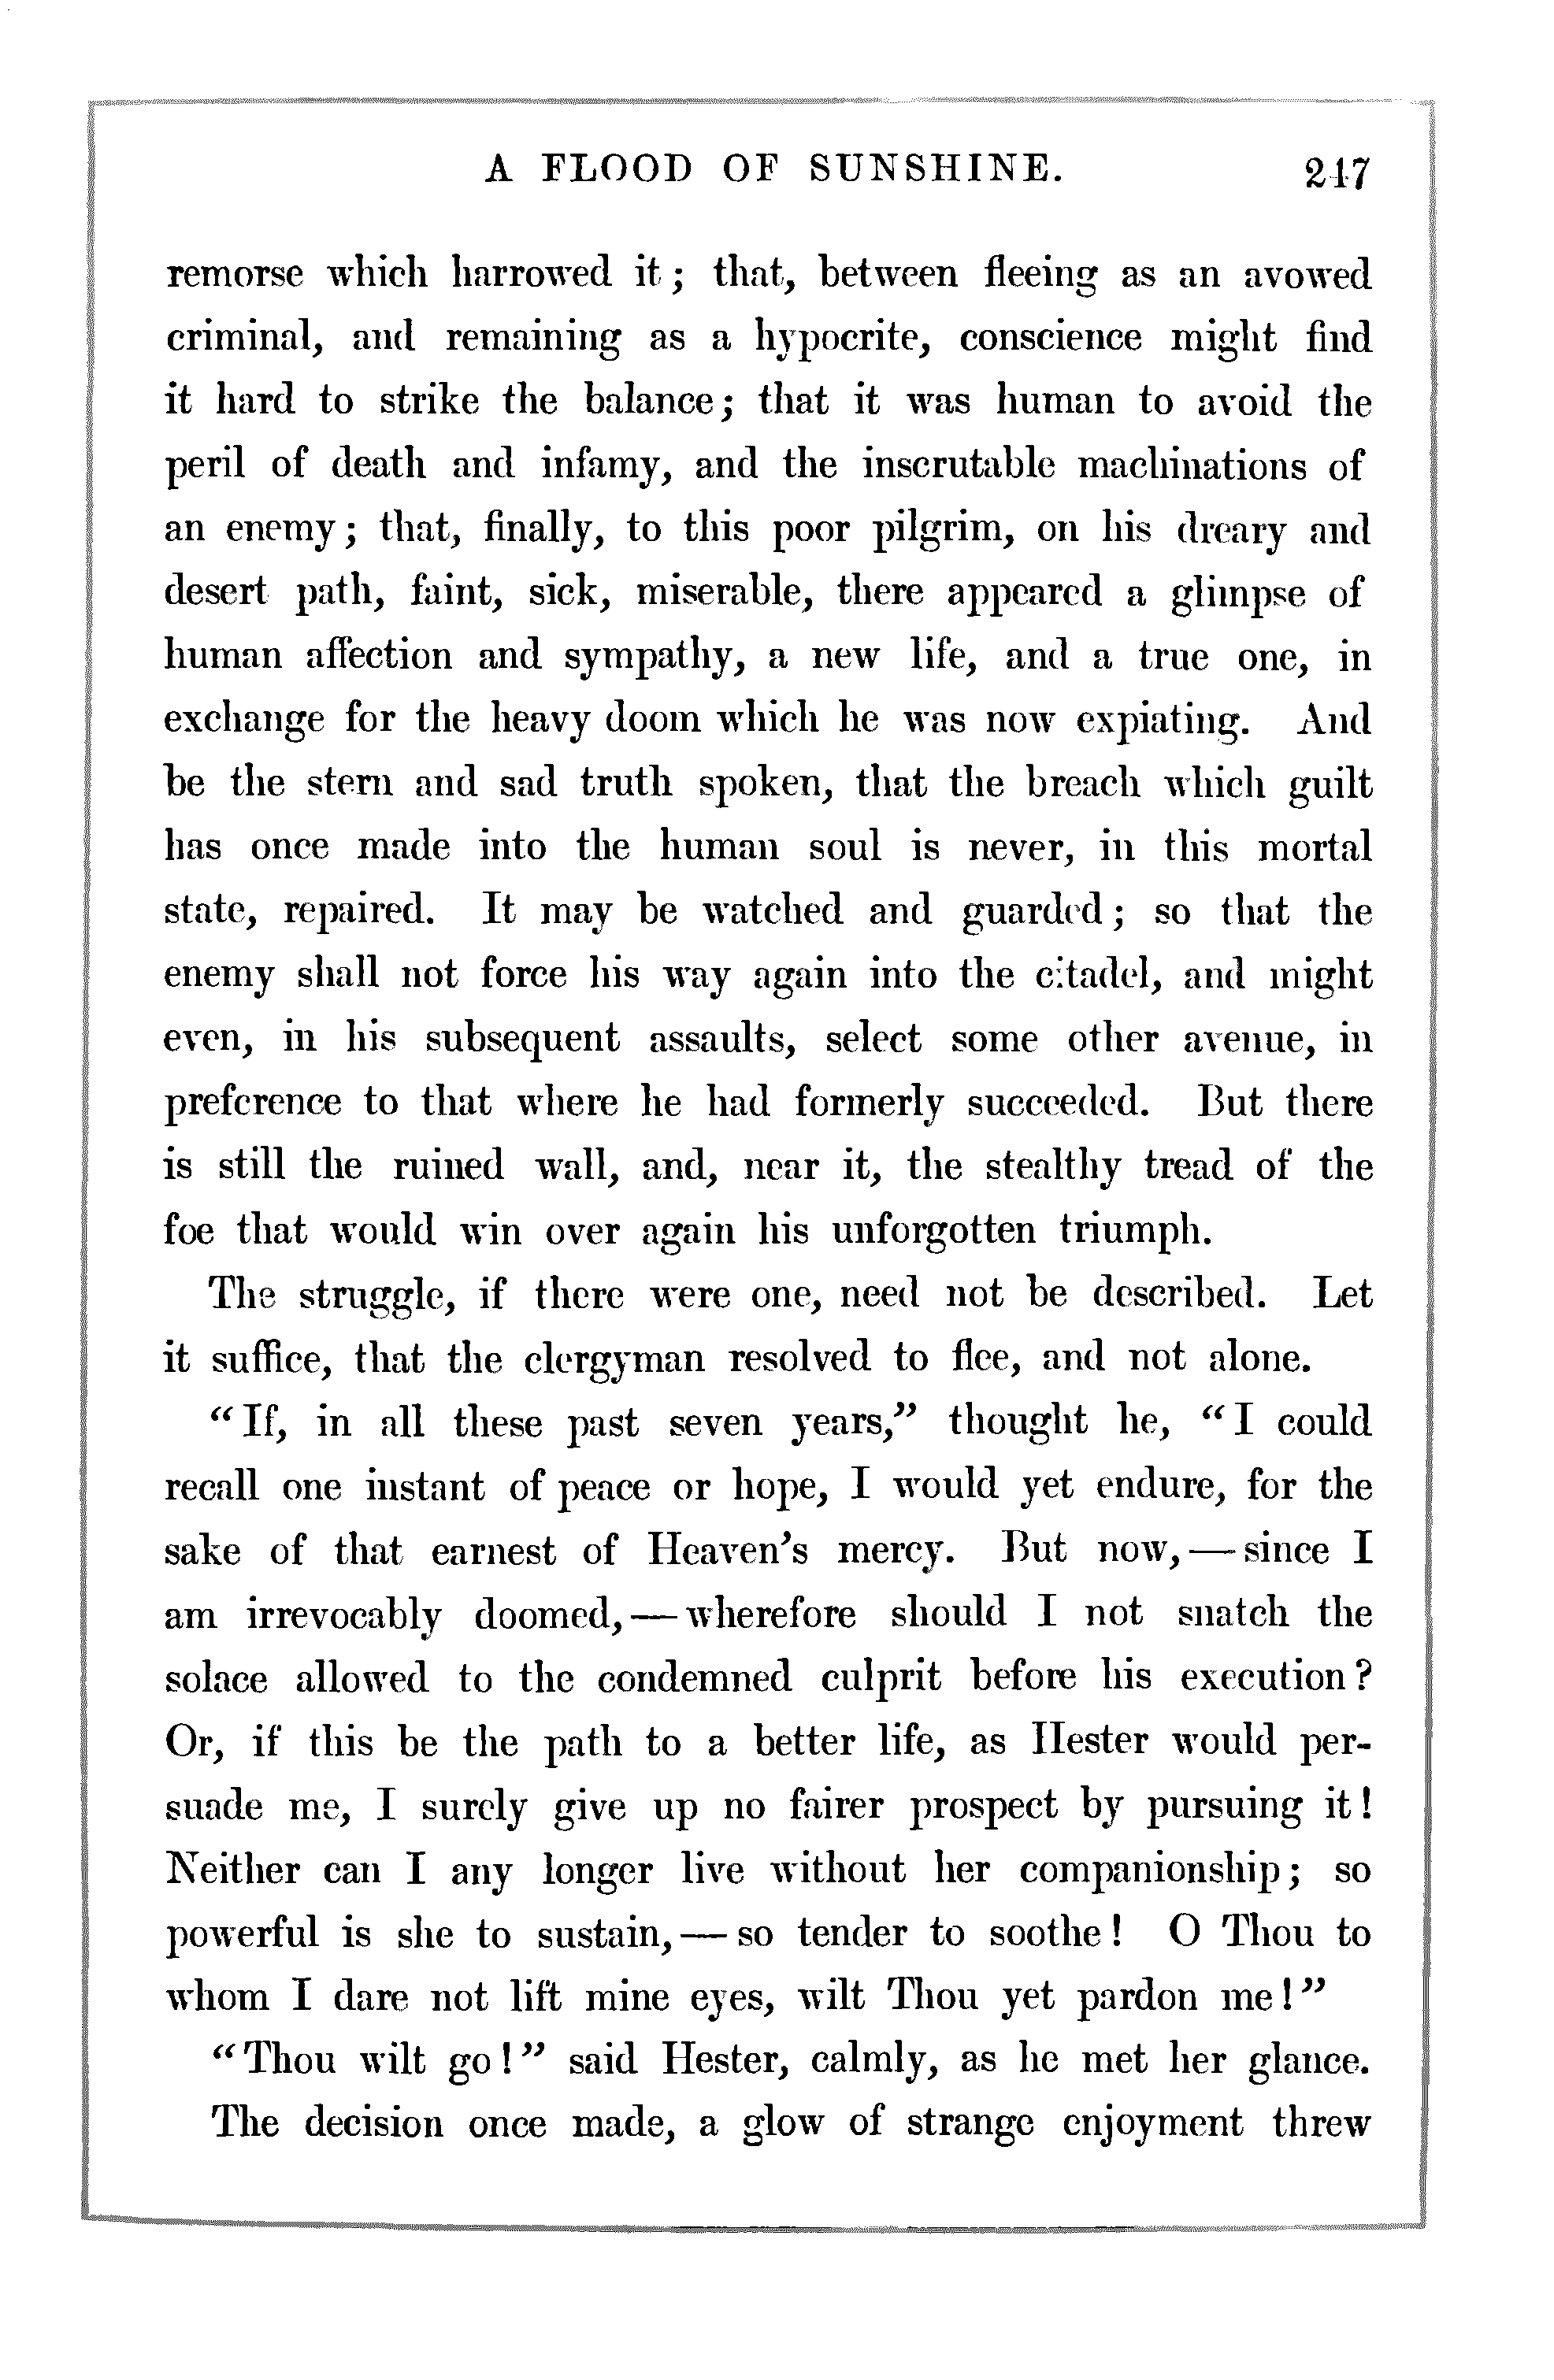 A FLOOD OF SUNSHINE. 247
remorse which harrowed it; that, between fleeing as an avowed
criminal, and remaining as a hypocrite, conscience might find
it hard to strike the balance; that it was human to avoid the
peril of death and infamy, and the inscrutable machinations of
an enemy; that, finally, to this poor pilgrim, on his dreary and
desert path, faint, sick, miserable, there appeared a glimpse of
human affection and sympathy, a new life, and a true one, in
exchange for the heavy doom which he was now expiating. And
be the stern and sad truth spoken, that the breach which guilt
has once made into the human soul is never, in this mortal
state, repaired. It may be watched and guarded; so that the
enemy shall not force his way again into the citadel, and might
even, in his subsequent assaults, select some other avenue, in
preference to that where he had formerly succeeded. But there
is still the ruined wall, and, near it, the stealthy tread of the
foe that would win over again his unforgotten triumph.
The struggle, if there were one, need not be described. Let
it suffice, that the clergyman resolved to flee, and not alone.
“If, in all these past seven years,” thought he, “I could
recall one instant of peace or hope, I would yet endure, for the
sake of that earnest of Heaven's mercy. But now,—since I
am irrevocably doomed,—wherefore should I not snatch the
solace allowed to the condemned culprit before his execution?
Or, if this be the path to a better life, as Hester would per-
suade me, I surely give up no fairer prospect by pursuing it!
Neither can I any longer live without her companionship; so
powerful is she to sustain,—so tender to soothe! O Thou to
whom I dare not lift mine eyes, wilt Thou yet pardon me!”
“Thou wilt go!” said Hester, calmly, as he met her glance.
The decision once made, a glow of strange enjoyment threw